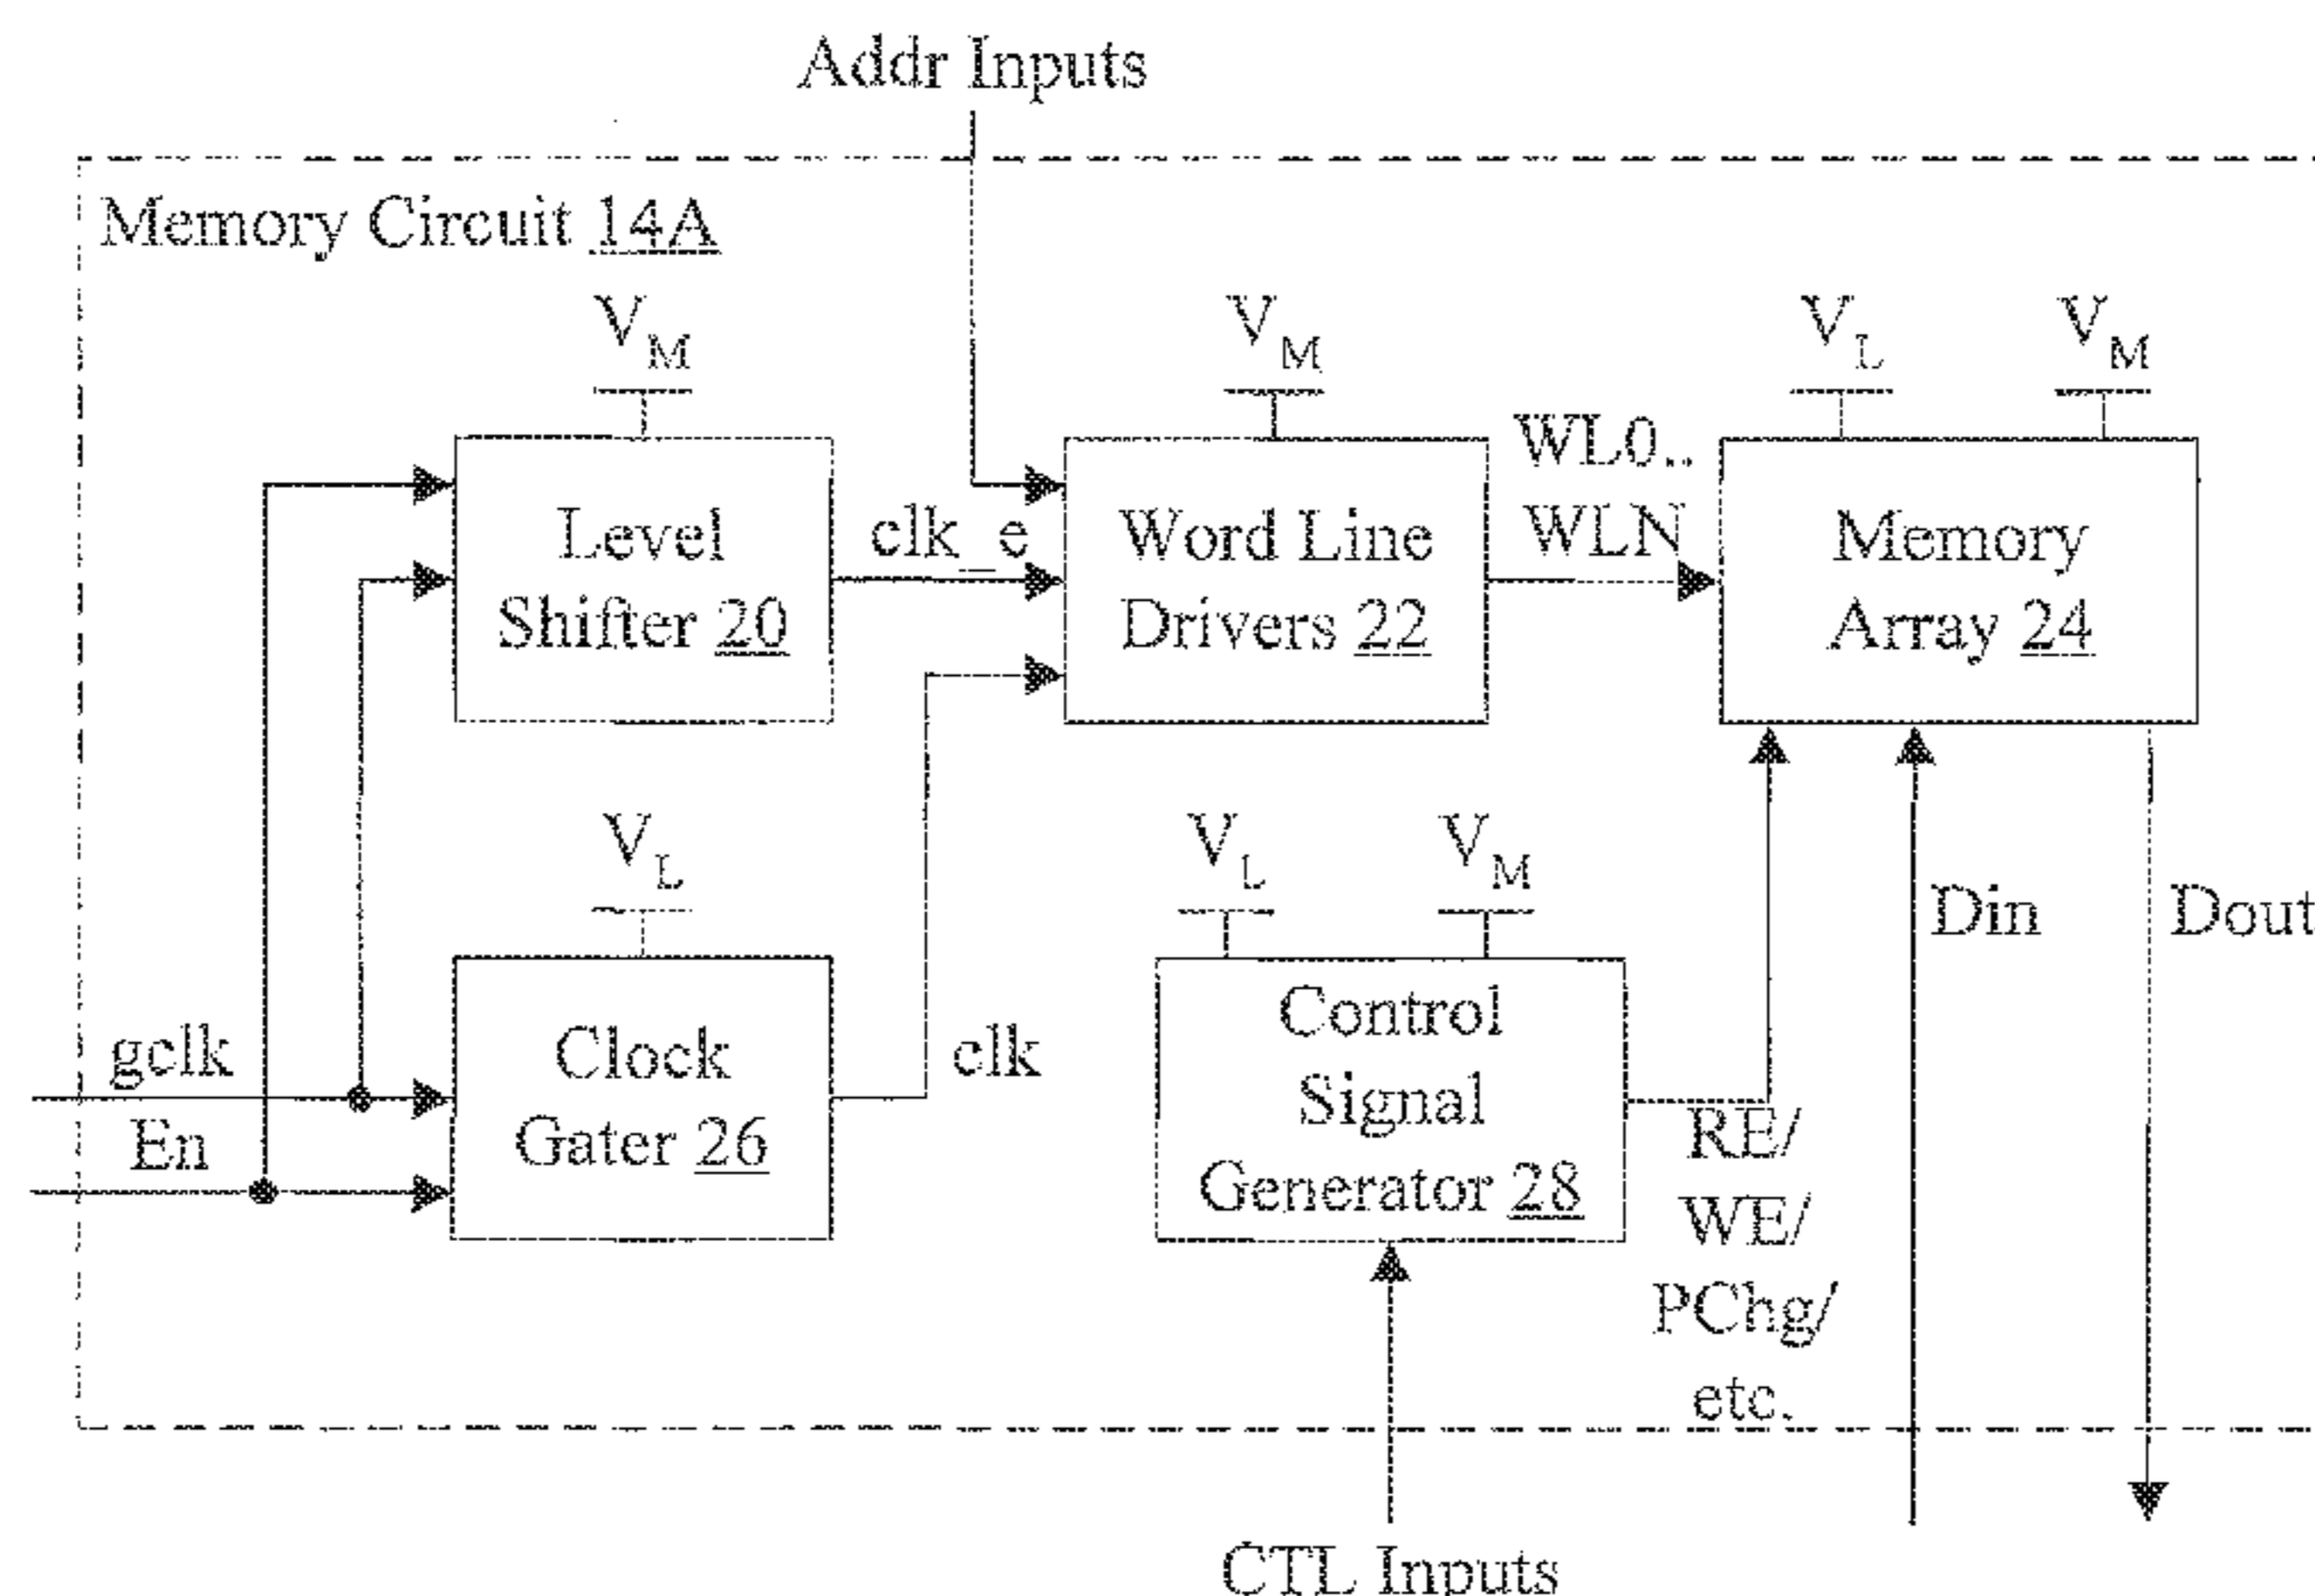 Addr Inputs
Memory Circuit 14A
VM
VM
VL
VM
Level
Shifter 20
clk_e
Word Line
Drivers 22
WL0..
WLN
Memory
Array 24
VL
VL
VM
Din
Dout
gclk
En
Clock
Gater 26
clk
Control
Signal
Generator 28
RE/
WE/
PChg/
etc.
CTL Inputs